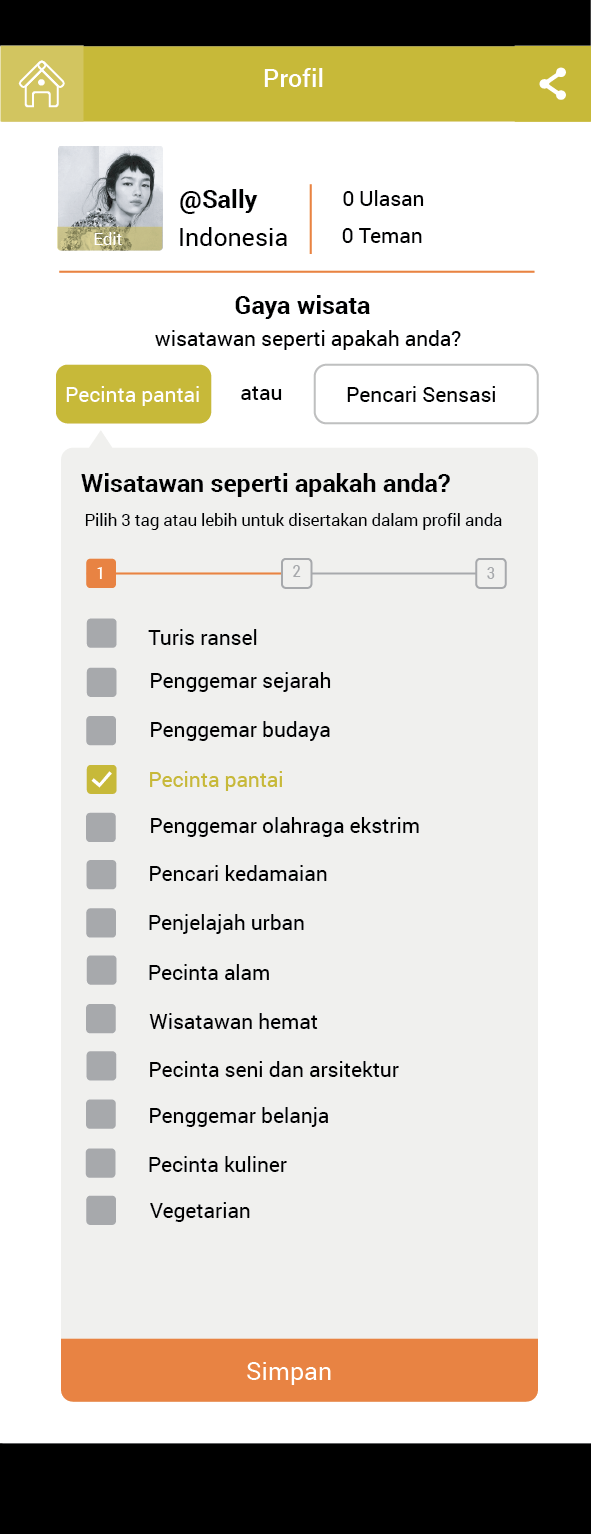 Profil
@Sally
Indonesia
0 Ulasan
0 Teman
Edit
Gaya wisata
wisatawan seperti apakah anda?
Pecinta pantai atau Pencari Sensasi
Wisatawan seperti apakah anda?
Pilih 3 tag atau lebih untuk disertakan dalam profil anda
1 2 3
Turis ransel
Penggemar sejarah
Penggemar budaya
Pecinta pantai
Penggemar olahraga ekstrim
Pencari kedamaian
Penjelajah urban
Pecinta alam
Wisatawan hemat
Pecinta seni dan arsitektur
Penggemar belanja
Pecinta kuliner
Vegetarian
Simpan